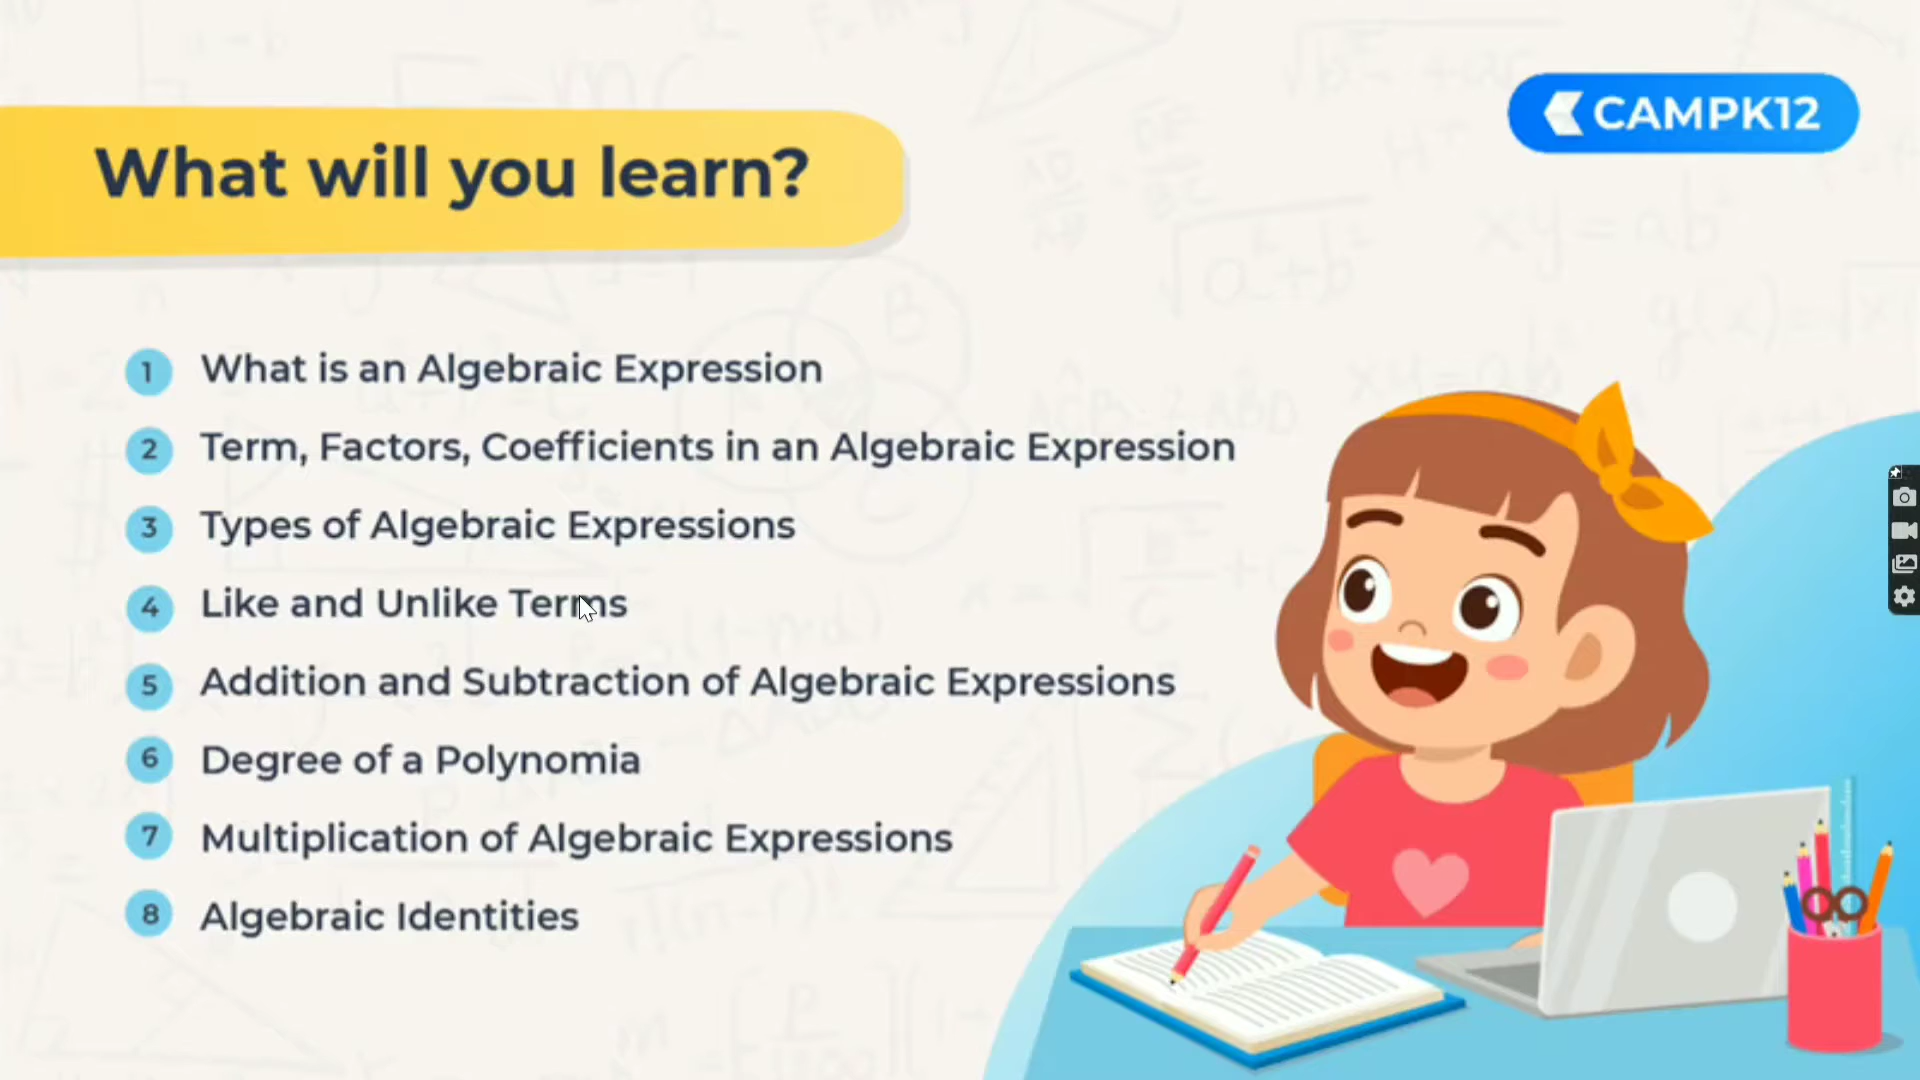 CAMPK12
What will you learn?
1 What is an Algebraic Expression
2 Term, Factors, Coefficients in an Algebraic Expression
3 Types of Algebraic Expressions
4 Like and Unlike Terms
5 Addition and Subtraction of Algebraic Expressions
6 Degree of a Polynomia
7 Multiplication of Algebraic Expressions
8 Algebraic Identities